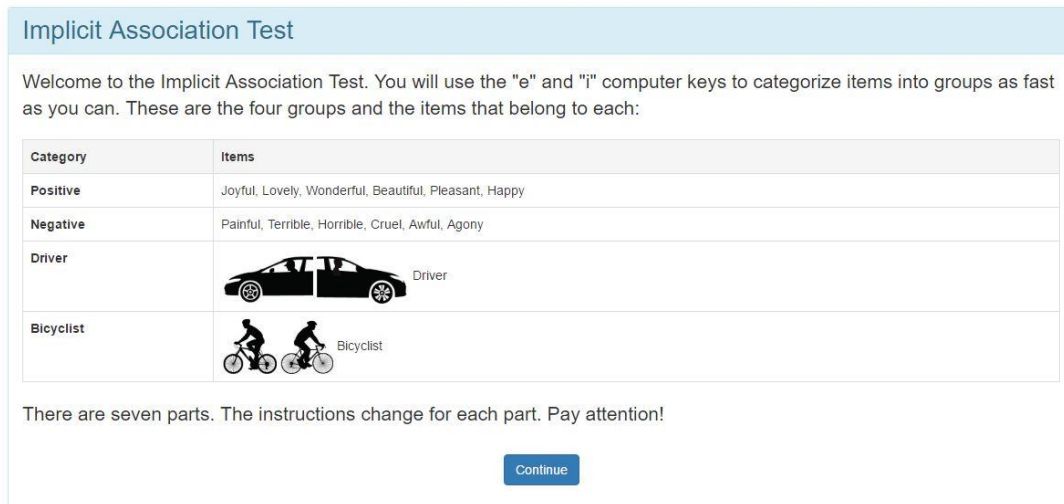 Implicit Association Test
Welcome to the Implicit Association Test. You will use the "e" and "i" computer keys to categorize items into groups as fast
as you can. These are the four groups and the items that belong to each:
Category Items
Positive Joyful, Lovely, Wonderful, Beautiful, Pleasant, Happy
Negative Painful, Terrible, Horrible, Cruel, Awful, Agony
Driver Driver
Bicyclist Bicyclist
There are seven parts. The instructions change for each part. Pay attention!
Continue